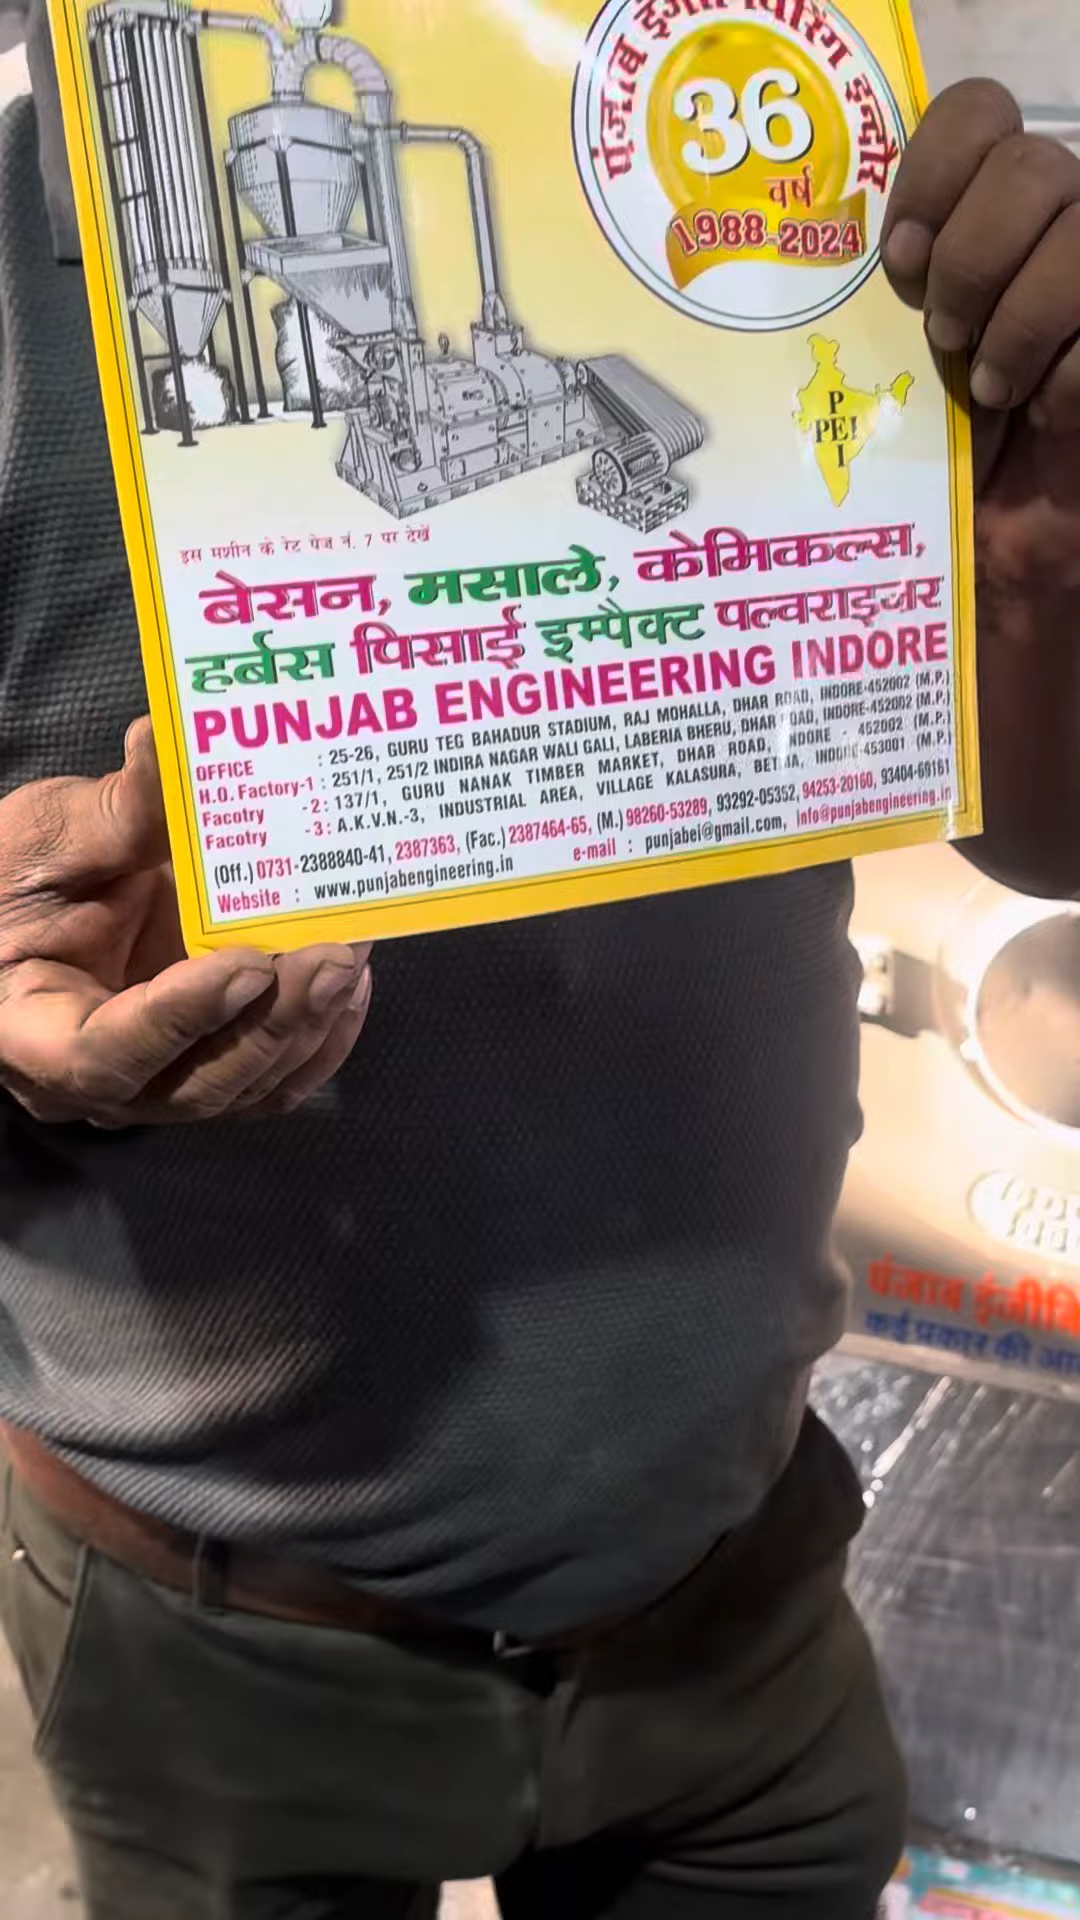 पंजाब इंजीनियरिंग इन्दौर
36
वर्ष
1988-2024
P
PEI
I
इस मशीन के रेट पेज नं. 7 पर देखें
बेसन, मसाले, केमिकल्स,
हर्बस पिसाई इम्पैक्ट पल्वराइजर
PUNJAB ENGINEERING INDORE
OFFICE : 25-26, GURU TEG BAHADUR STADIUM, RAJ MOHALLA, DHAR ROAD, INDORE-452002 (M.P.)
H.O. Factory-1 : 251/1, 251/2 INDIRA NAGAR WALI GALI, LABERIA BHERU, DHAR ROAD, INDORE-452002 (M.P.)
Facotry -2 : 137/1, GURU NANAK TIMBER MARKET, DHAR ROAD, INDORE - 452002 (M.P.)
Facotry -3 : A.K.V.N.-3, INDUSTRIAL AREA, VILLAGE KALASURA, BETMA, INDORE-453001 (M.P.)
(Off.) 0731-2388840-41, 2387363, (Fac.) 2387464-65, (M.) 98260-53289, 93292-05352, 94253-20160, 93404-69161
Website : www.punjabengineering.in e-mail : punjabei@gmail.com, info@punjabengineering.in
पंजाब
कई प्रकार की